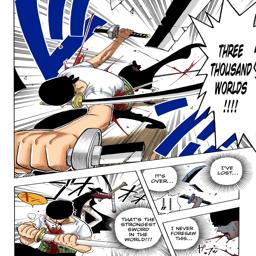 THREE
THOUSAND
WORLDS
!!!!
I'VE
LOST...
IT'S
OVER...
I NEVER
FORESAW
THIS...
THAT'S THE
STRONGEST
SWORD
IN THE
WORLD!!!